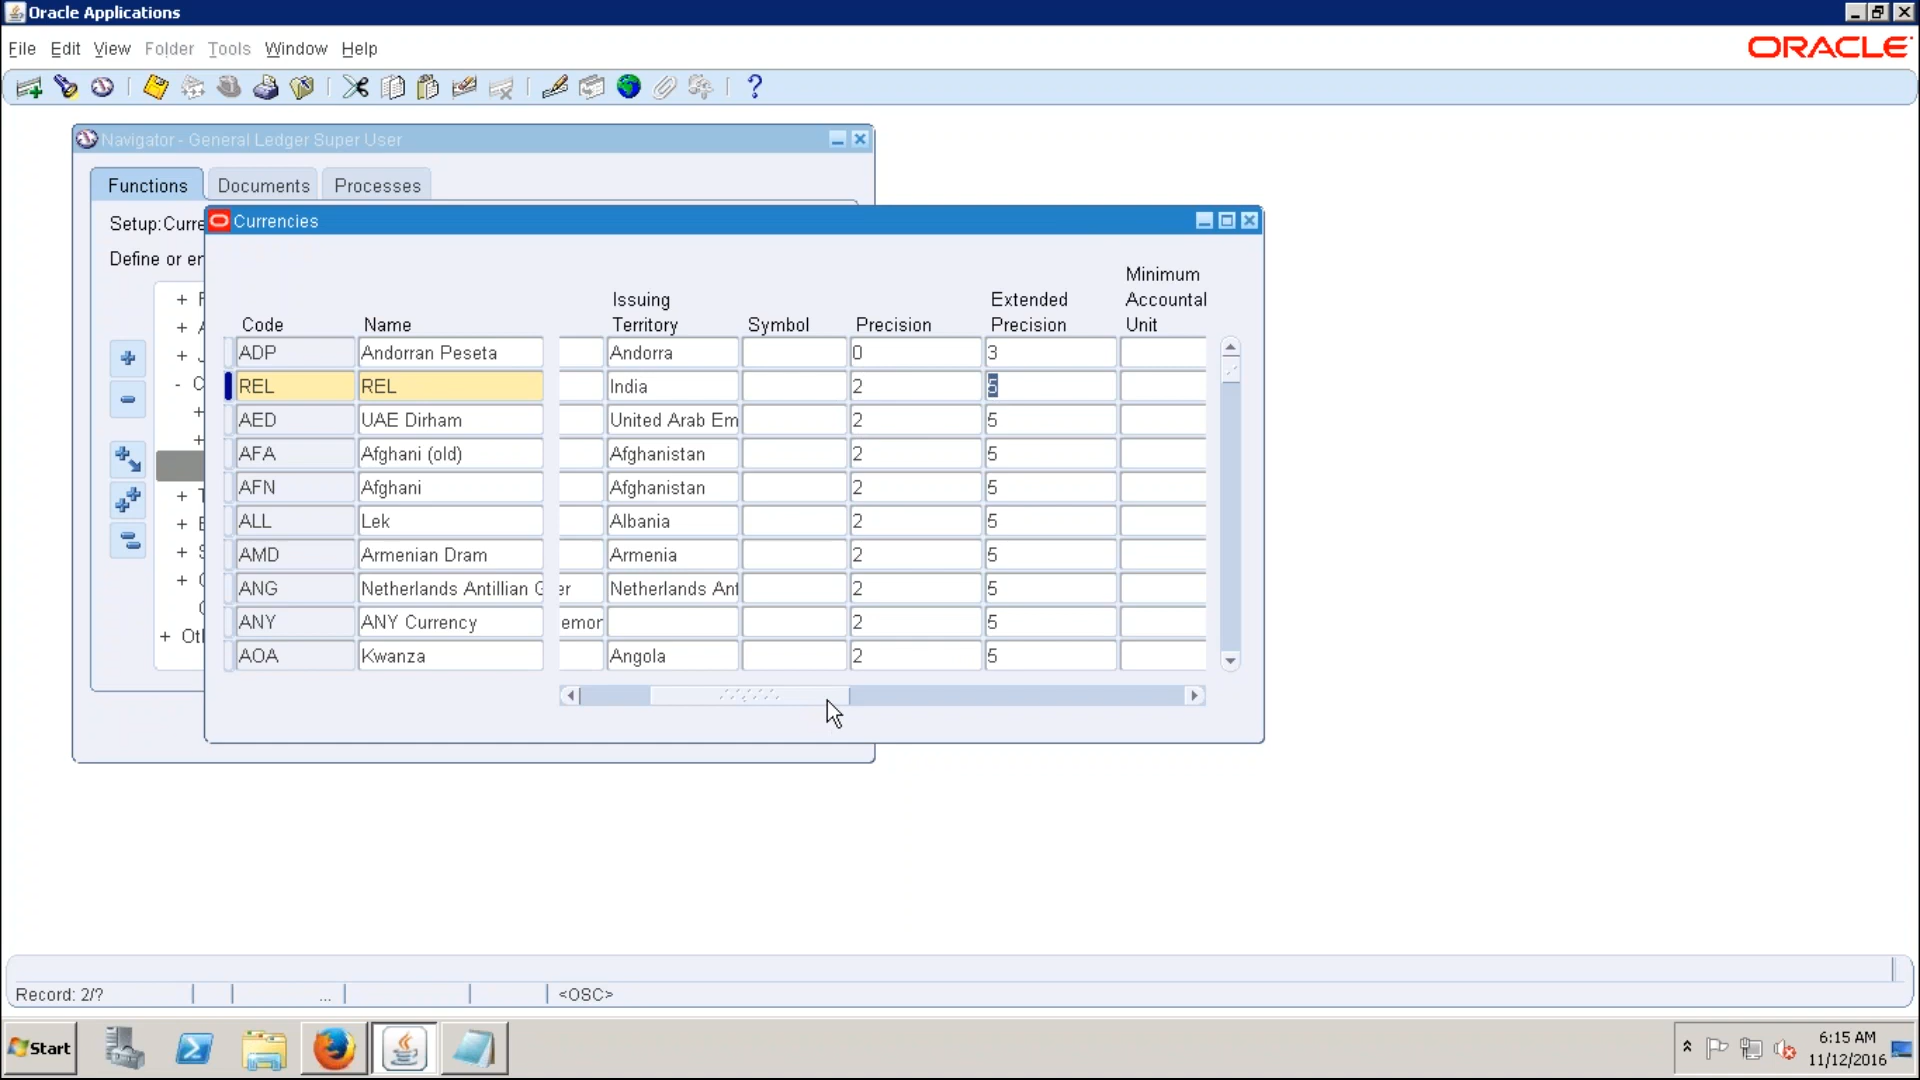 Oracle Applications
File Edit View Folder Tools Window Help
ORACLE
Navigator - General Ledger Super User
Functions Documents Processes
Setup:Curre
Define or en
+ F
+ A
+ J
- C
+
+
+ T
+ E
+ S
+ C
C
+ Oth
Currencies
Minimum
Issuing Extended Accountal
Code Name Territory Symbol Precision Precision Unit
ADP Andorran Peseta Andorra 0 3
REL REL India 2 5
AED UAE Dirham United Arab Em 2 5
AFA Afghani (old) Afghanistan 2 5
AFN Afghani Afghanistan 2 5
ALL Lek Albania 2 5
AMD Armenian Dram Armenia 2 5
ANG Netherlands Antillian G er Netherlands Ant 2 5
ANY ANY Currency emor 2 5
AOA Kwanza Angola 2 5
Record: 2/? ... <OSC>
Start
6:15 AM
11/12/2016